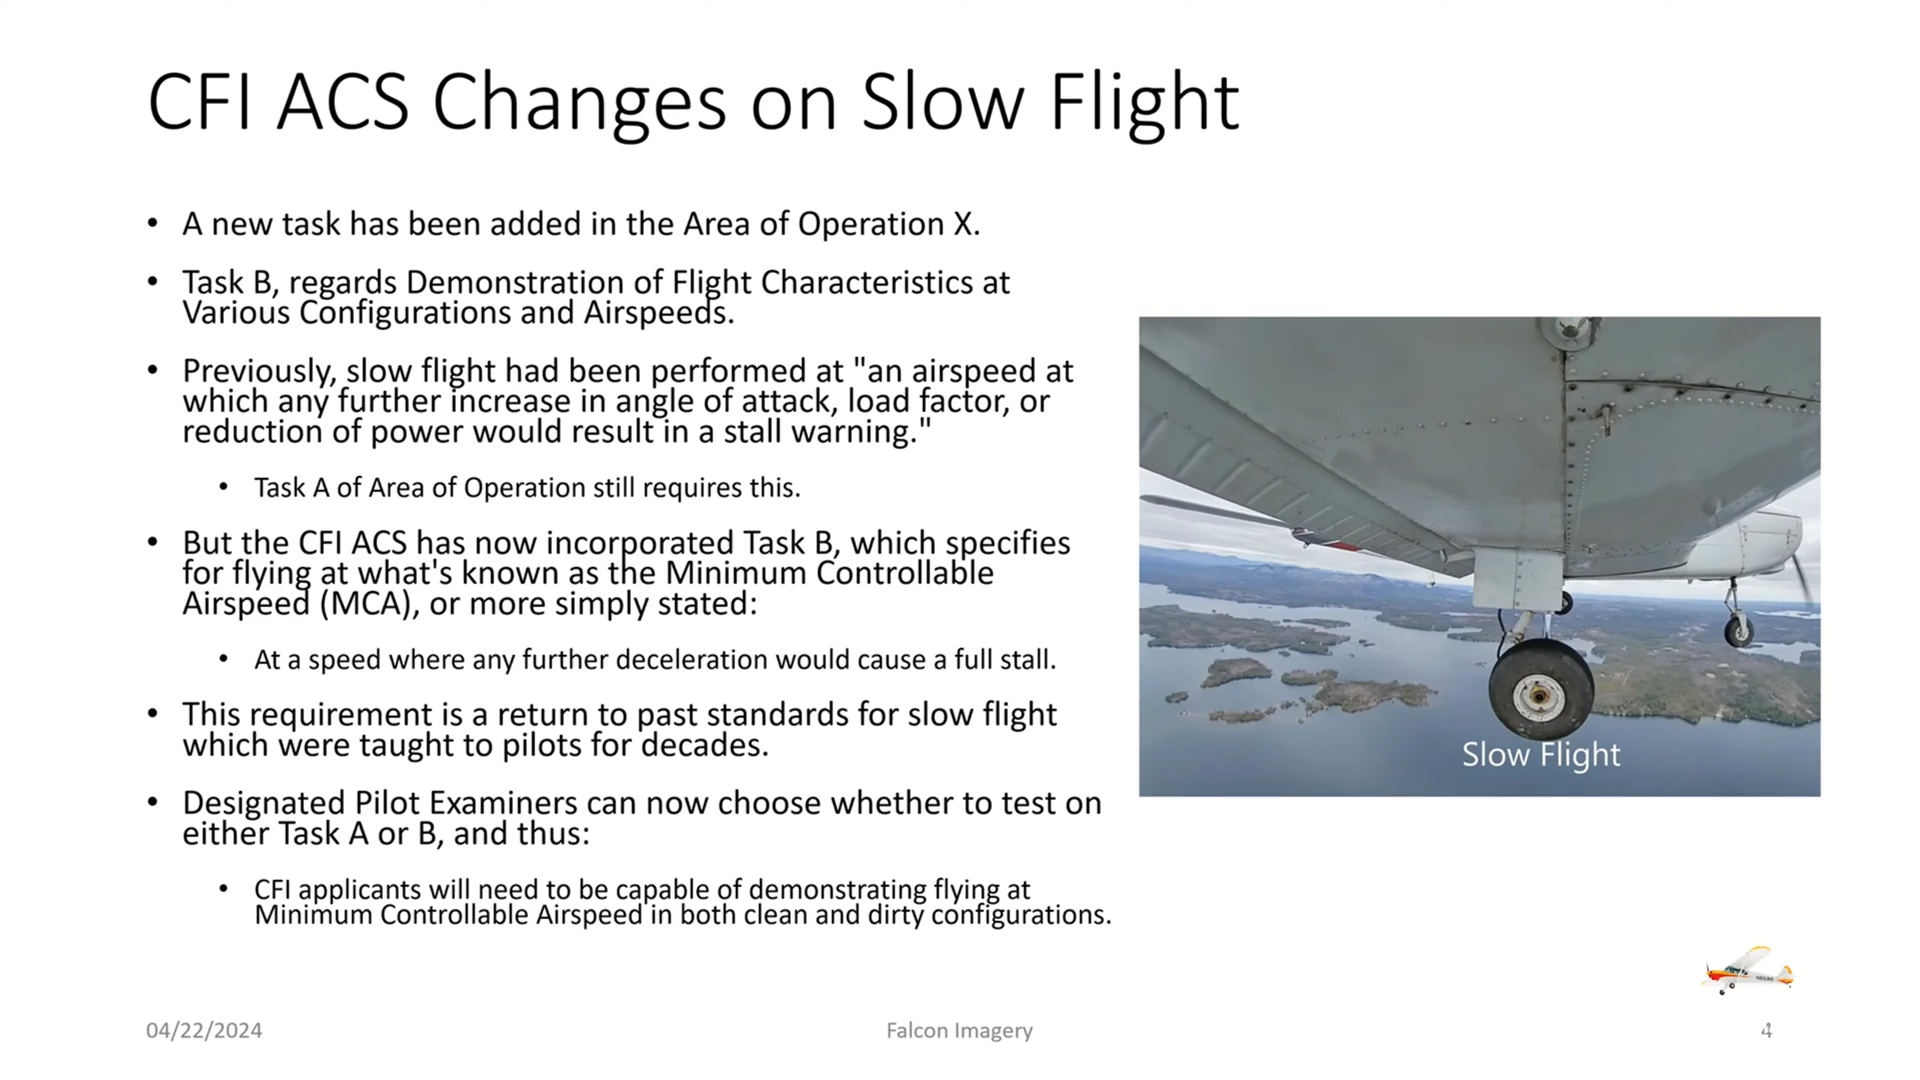 CFI ACS Changes on Slow Flight
• A new task has been added in the Area of Operation X.
• Task B, regards Demonstration of Flight Characteristics at
Various Configurations and Airspeeds.
• Previously, slow flight had been performed at "an airspeed at
which any further increase in angle of attack, load factor, or
reduction of power would result in a stall warning."
• Task A of Area of Operation still requires this.
• But the CFI ACS has now incorporated Task B, which specifies
for flying at what's known as the Minimum Controllable
Airspeed (MCA), or more simply stated:
• At a speed where any further deceleration would cause a full stall.
• This requirement is a return to past standards for slow flight
which were taught to pilots for decades.
• Designated Pilot Examiners can now choose whether to test on
either Task A or B, and thus:
• CFI applicants will need to be capable of demonstrating flying at
Minimum Controllable Airspeed in both clean and dirty configurations.
Slow Flight
04/22/2024
Falcon Imagery
4